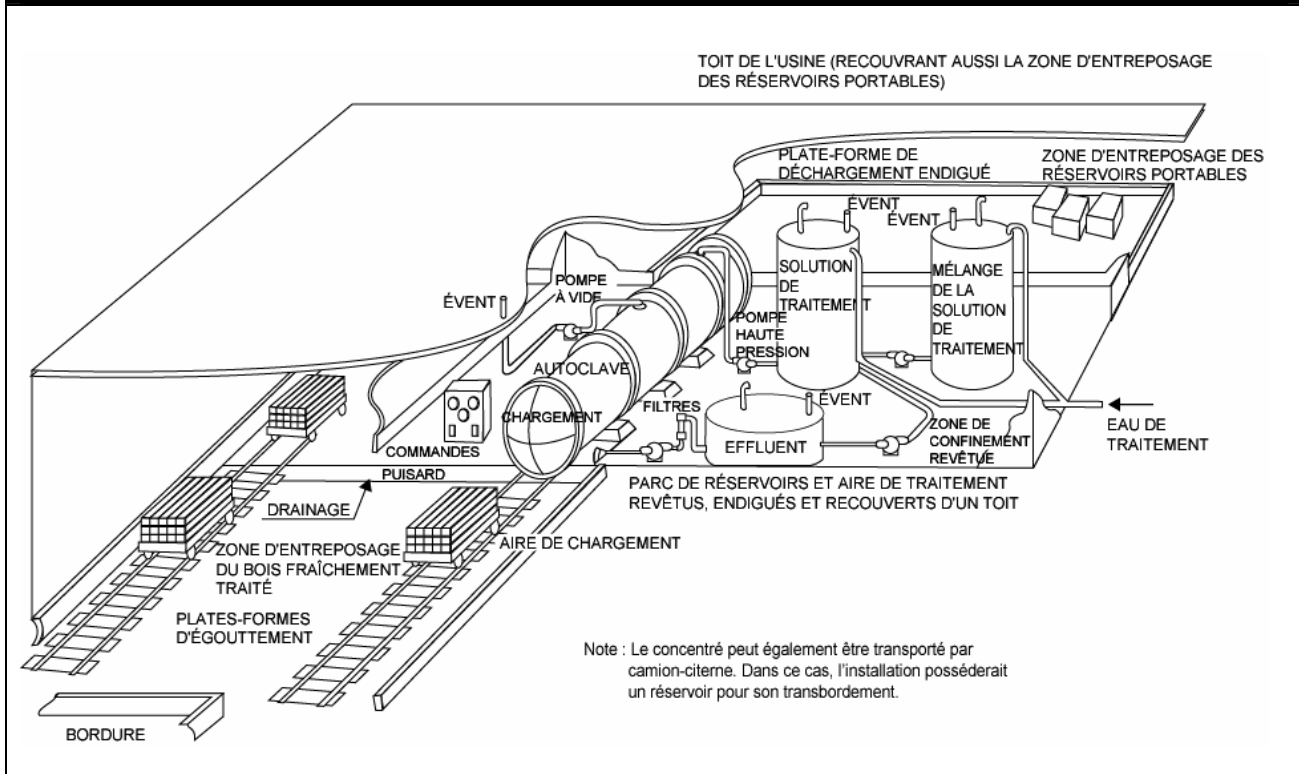 TOIT DE L'USINE (RECOUVRANT AUSSI LA ZONE D'ENTREPOSAGE
DES RÉSERVOIRS PORTABLES)
PLATE-FORME DE
DÉCHARGEMENT ENDIGUÉ
ZONE D'ENTREPOSAGE DES
RÉSERVOIRS PORTABLES
ÉVENT
ÉVENT
SOLUTION
DE
TRAITEMENT
MÉLANGE
DE LA
SOLUTION
DE
TRAITEMENT
POMPE
À VIDE
ÉVENT
POMPE
HAUTE
PRESSION
AUTOCLAVE
CHARGEMENT
FILTRES
ÉVENT
EFFLUENT
ZONE DE
CONFINEMENT
REVÊTUE
EAU DE
TRAITEMENT
COMMANDES
PUISARD
PARC DE RÉSERVOIRS ET AIRE DE TRAITEMENT
REVÊTUS, ENDIGUÉS ET RECOUVERTS D'UN TOIT
DRAINAGE
AIRE DE CHARGEMENT
ZONE D'ENTREPOSAGE
DU BOIS FRAÎCHEMENT
TRAITÉ
PLATES-FORMES
D'ÉGOUTTEMENT
Note : Le concentré peut également être transporté par
camion-citerne. Dans ce cas, l'installation posséderait
un réservoir pour son transbordement.
BORDURE